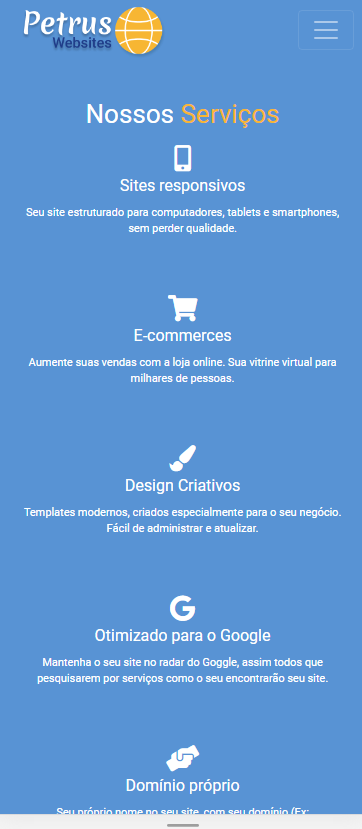 Petrus
Websites
Nossos Serviços
Sites responsivos
Seu site estruturado para computadores, tablets e smartphones,
sem perder qualidade.
E-commerces
Aumente suas vendas com a loja online. Sua vitrine virtual para
milhares de pessoas.
Design Criativos
Templates modernos, criados especialmente para o seu negócio.
Fácil de administrar e atualizar.
Otimizado para o Google
Mantenha o seu site no radar do Goggle, assim todos que
pesquisarem por serviços como o seu encontrarão seu site.
Domínio próprio
Seu próprio nome no seu site, com seu domínio (Ex: